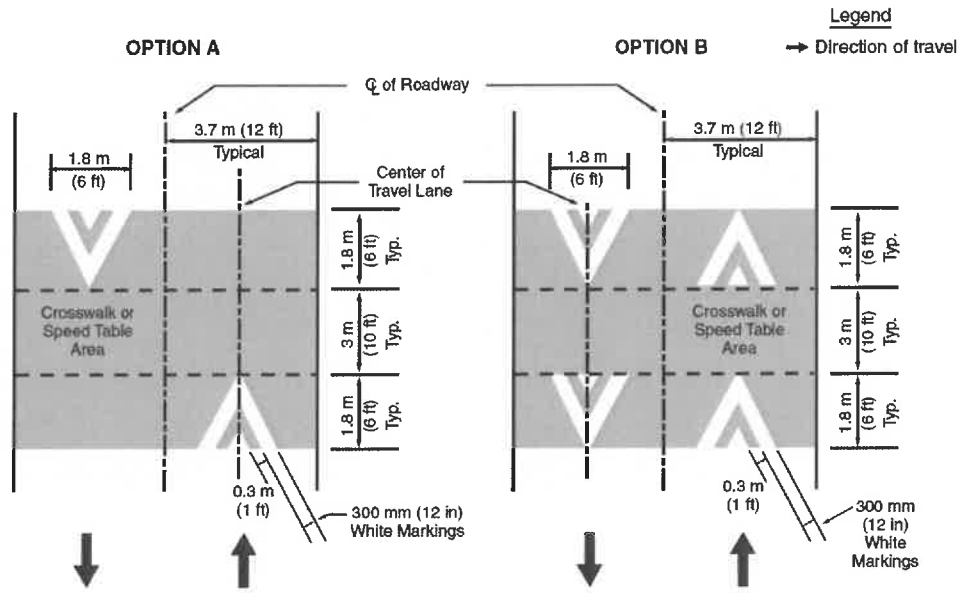 Legend
Direction of travel
OPTION A
OPTION B
℄ of Roadway
3.7 m (12 ft)
Typical
3.7 m (12 ft)
Typical
1.8 m
(6 ft)
Center of
Travel Lane
1.8 m
(6 ft)
1.8 m
(6 ft)
Typ.
1.8 m
(6 ft)
Typ.
Crosswalk or
Speed Table
Area
3 m
(10 ft)
Typ.
Crosswalk or
Speed Table
Area
3 m
(10 ft)
Typ.
1.8 m
(6 ft)
Typ.
1.8 m
(6 ft)
Typ.
0.3 m
(1 ft)
300 mm (12 in)
White Markings
0.3 m
(1 ft)
300 mm
(12 in)
White
Markings